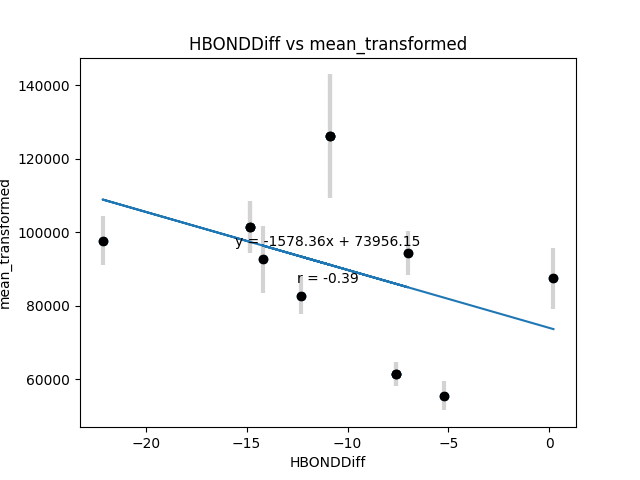 HBONDDiff vs mean_transformed
140000
120000
100000
80000
60000
mean_transformed
y = -1578.36x + 73956.15
r = -0.39
−20
−15
−10
−5
0
HBONDDiff